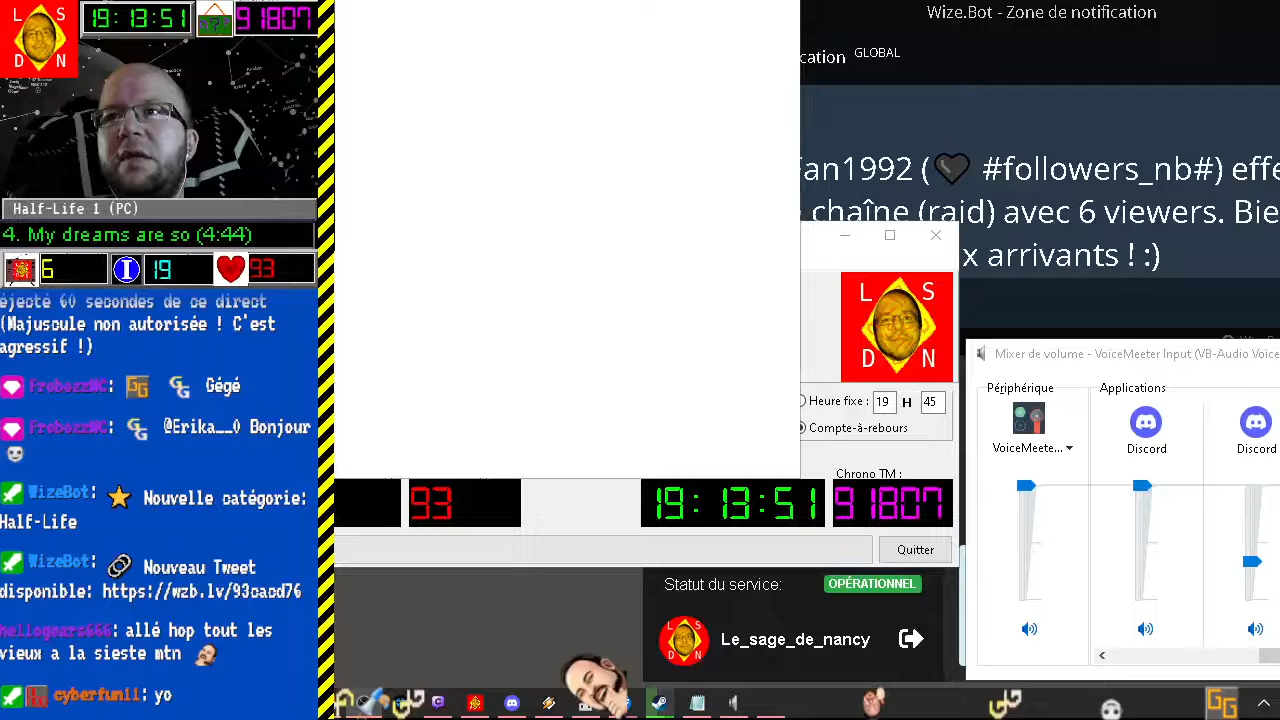 L S
D N
19:13:51
91807
Half-Life 1 (PC)
4. My dreams are so (4:44)
6
19
93
éjecté 60 secondes de ce direct
(Majuscule non autorisée ! C'est
agressif !)
FrobozzMC: Gégé
FrobozzMC: @Erika__0 Bonjour
WizeBot: Nouvelle catégorie:
Half-Life
WizeBot: Nouveau Tweet
disponible: https://wzb.lv/93oaod76
hellogears666: allé hop tout les
vieux a la sieste mtn
cyberfun11: yo
Wize.Bot - Zone de notification
cation GLOBAL
fan1992 ( #followers_nb#) effe
chaîne (raid) avec 6 viewers. Bie
x arrivants ! :)
L S
D N
Heure fixe : 19 H 45
Compte-à-rebours
Chrono TM :
93
19:13:51
91807
Quitter
Statut du service: OPÉRATIONNEL
L S
D N
Le_sage_de_nancy
Mixer de volume - VoiceMeeter Input (VB-Audio Voice
Périphérique
Applications
VoiceMeete...
Discord
Discord